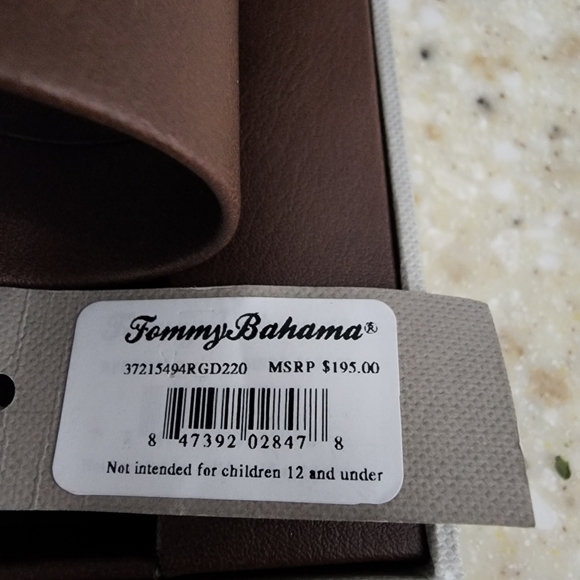 Tommy Bahama®
37215494RGD220 MSRP $195.00
8 47392 02847 8
Not intended for children 12 and under